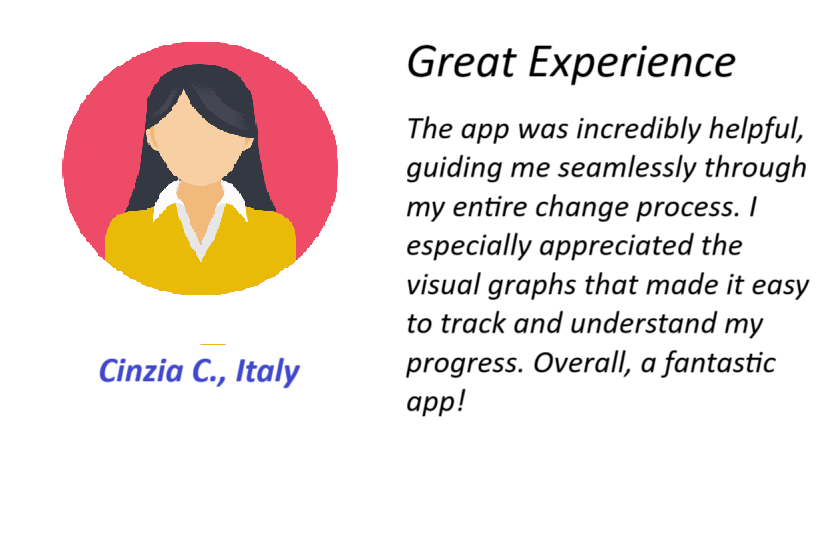 Great Experience
The app was incredibly helpful,
guiding me seamlessly through
my entire change process. I
especially appreciated the
visual graphs that made it easy
to track and understand my
progress. Overall, a fantastic
app!
Cinzia C., Italy